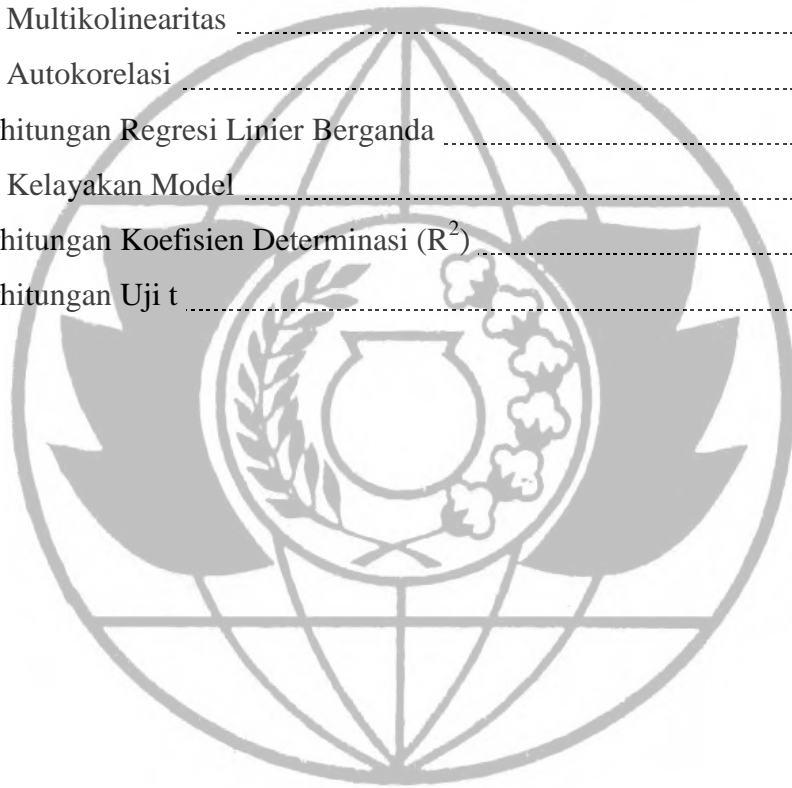 Multikolinearitas
Autokorelasi
hitungan Regresi Linier Berganda
Kelayakan Model
hitungan Koefisien Determinasi (R²)
hitungan Uji t